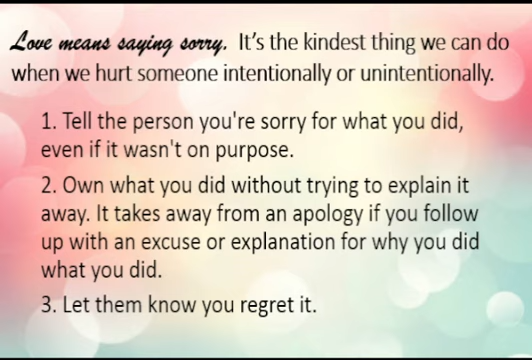 Love means saying sorry. It's the kindest thing we can do
when we hurt someone intentionally or unintentionally.
1. Tell the person you're sorry for what you did,
even if it wasn't on purpose.
2. Own what you did without trying to explain it
away. It takes away from an apology if you follow
up with an excuse or explanation for why you did
what you did.
3. Let them know you regret it.